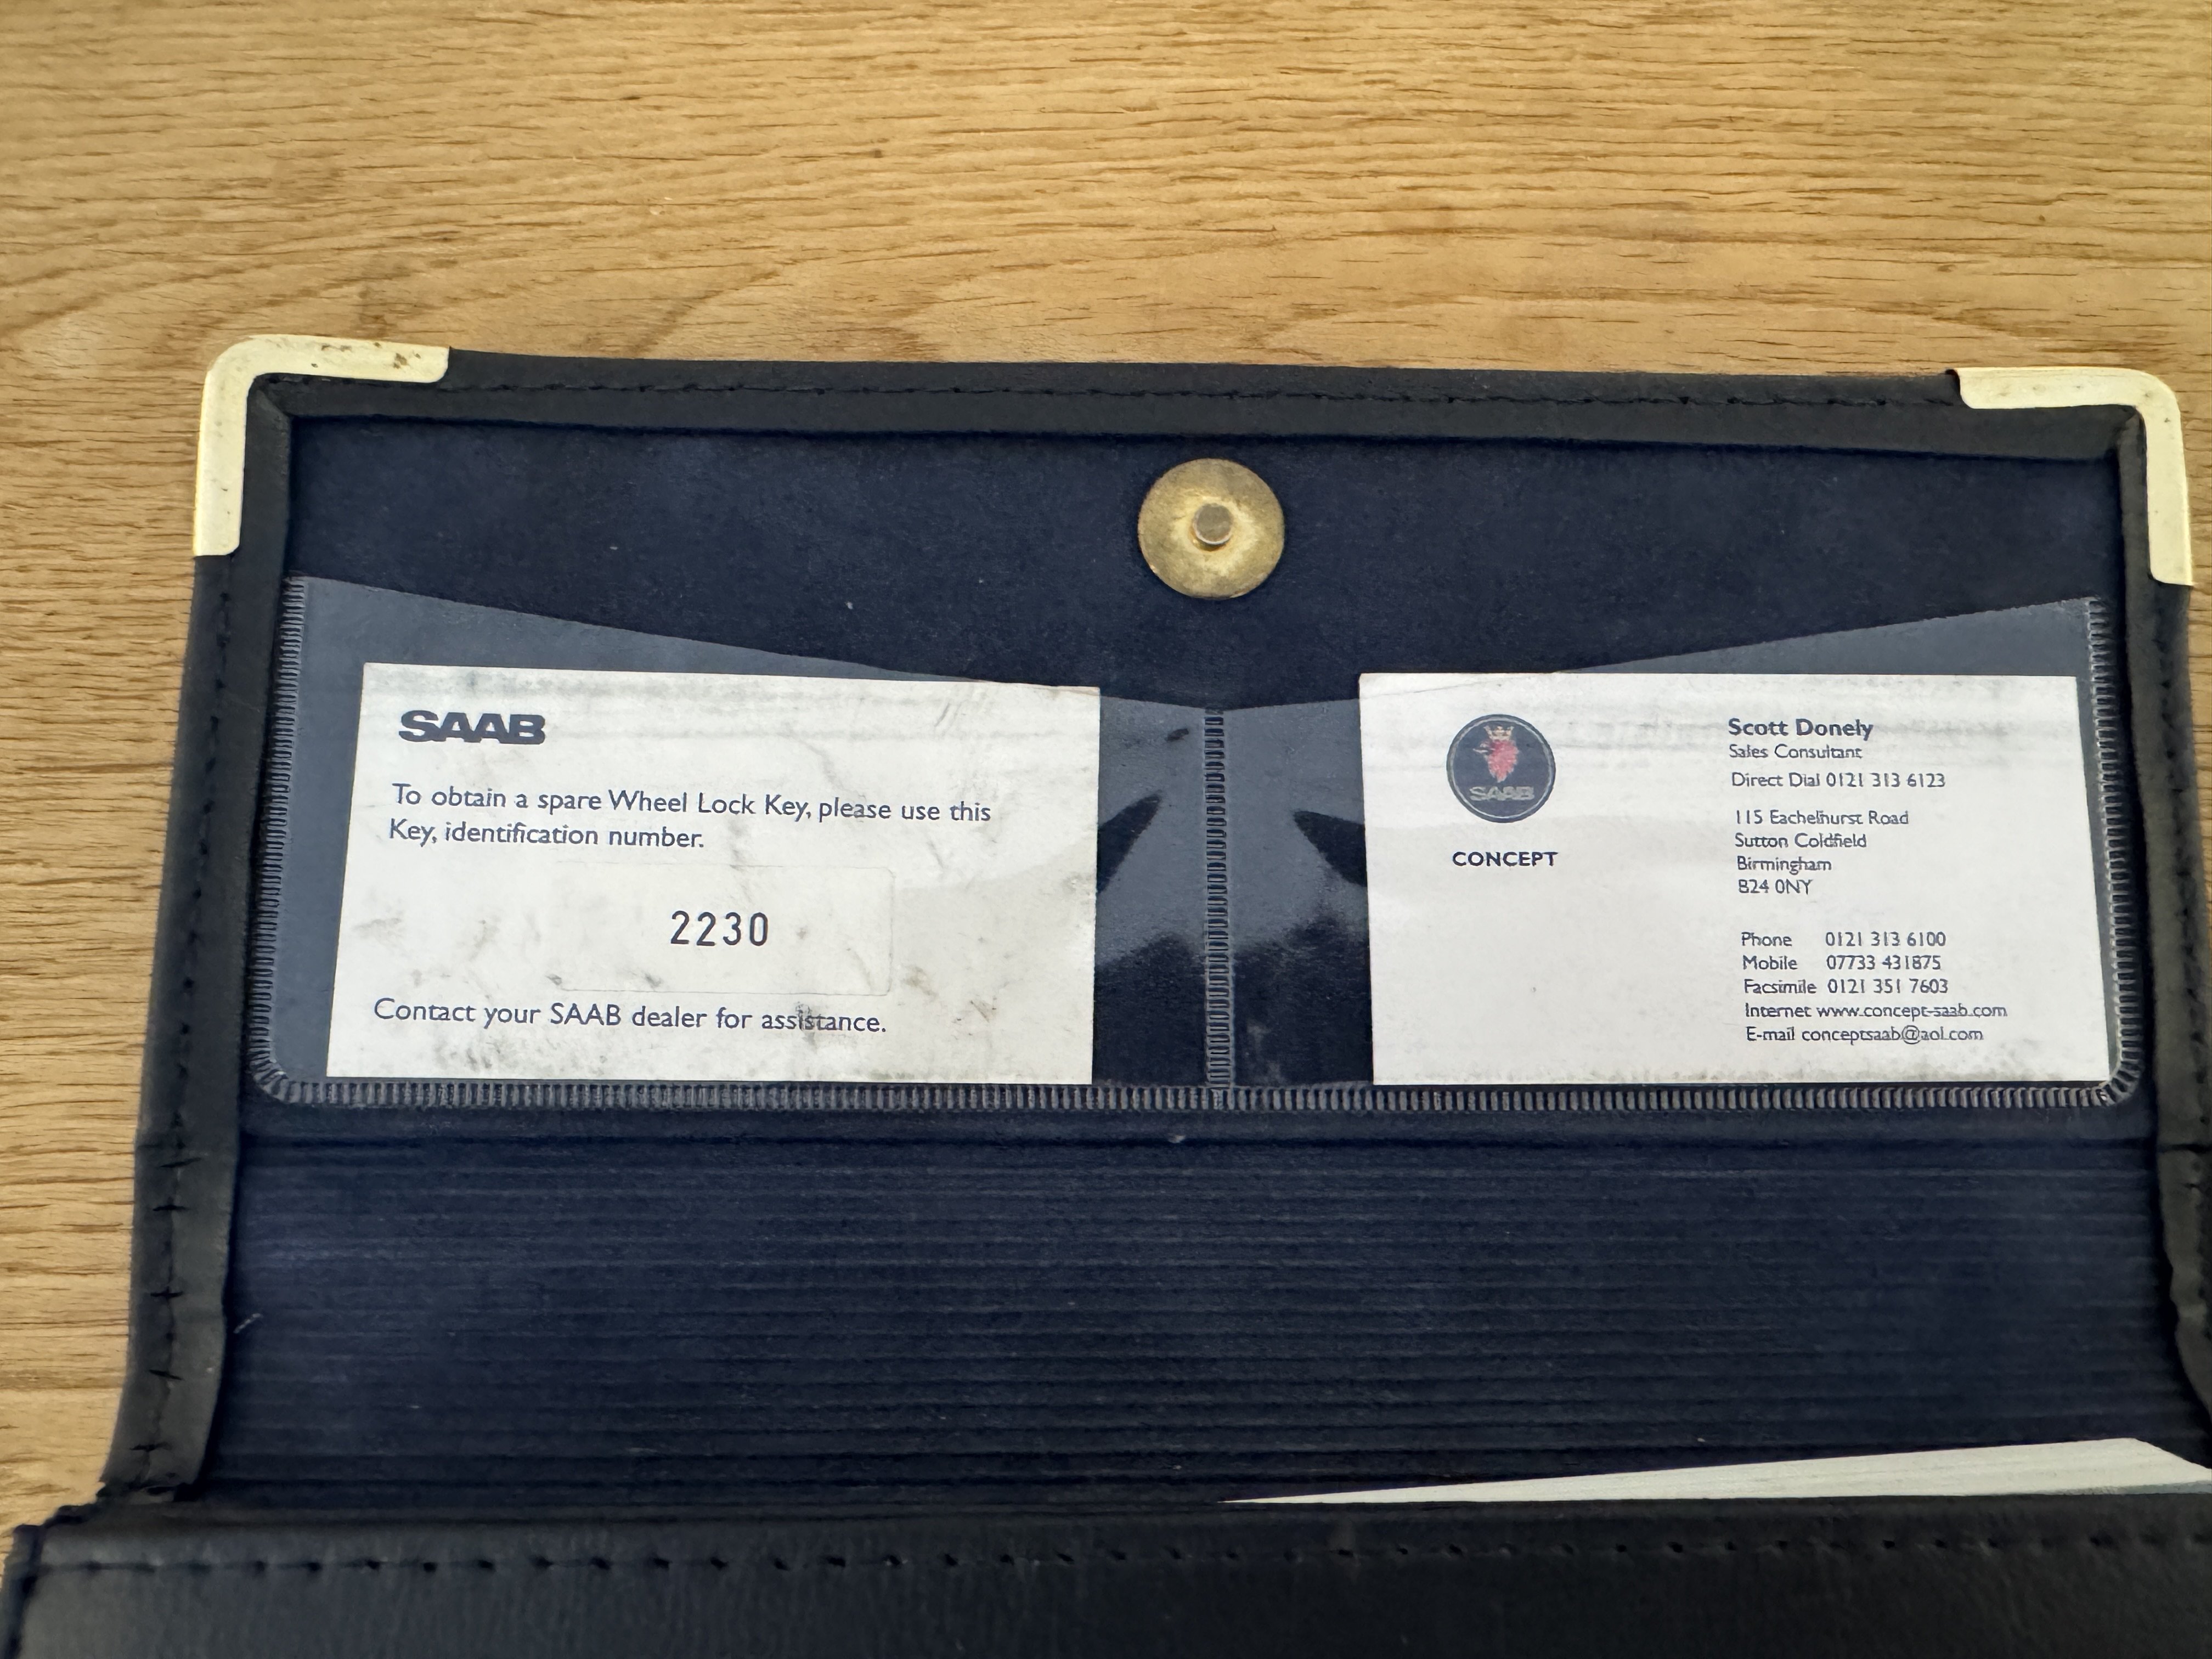 SAAB
To obtain a spare Wheel Lock Key, please use this
Key, identification number.
2230
Contact your SAAB dealer for assistance.
SAAB
CONCEPT
Scott Donely
Sales Consultant
Direct Dial 0121 313 6123
115 Eachelhurst Road
Sutton Coldfield
Birmingham
B24 0NY
Phone 0121 313 6100
Mobile 07733 431875
Facsimile 0121 351 7603
Internet www.concept-saab.com
E-mail conceptsaab@aol.com